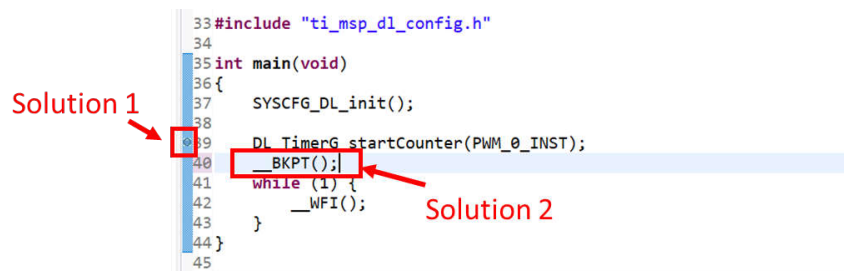 33 #include "ti_msp_dl_config.h"
34
35 int main(void)
36 {
Solution 1
37 SYSCFG_DL_init();
38
39 DL_TimerG_startCounter(PWM_0_INST);
40 __BKPT();
41 while (1) {
42 __WFI();
Solution 2
43 }
44 }
45